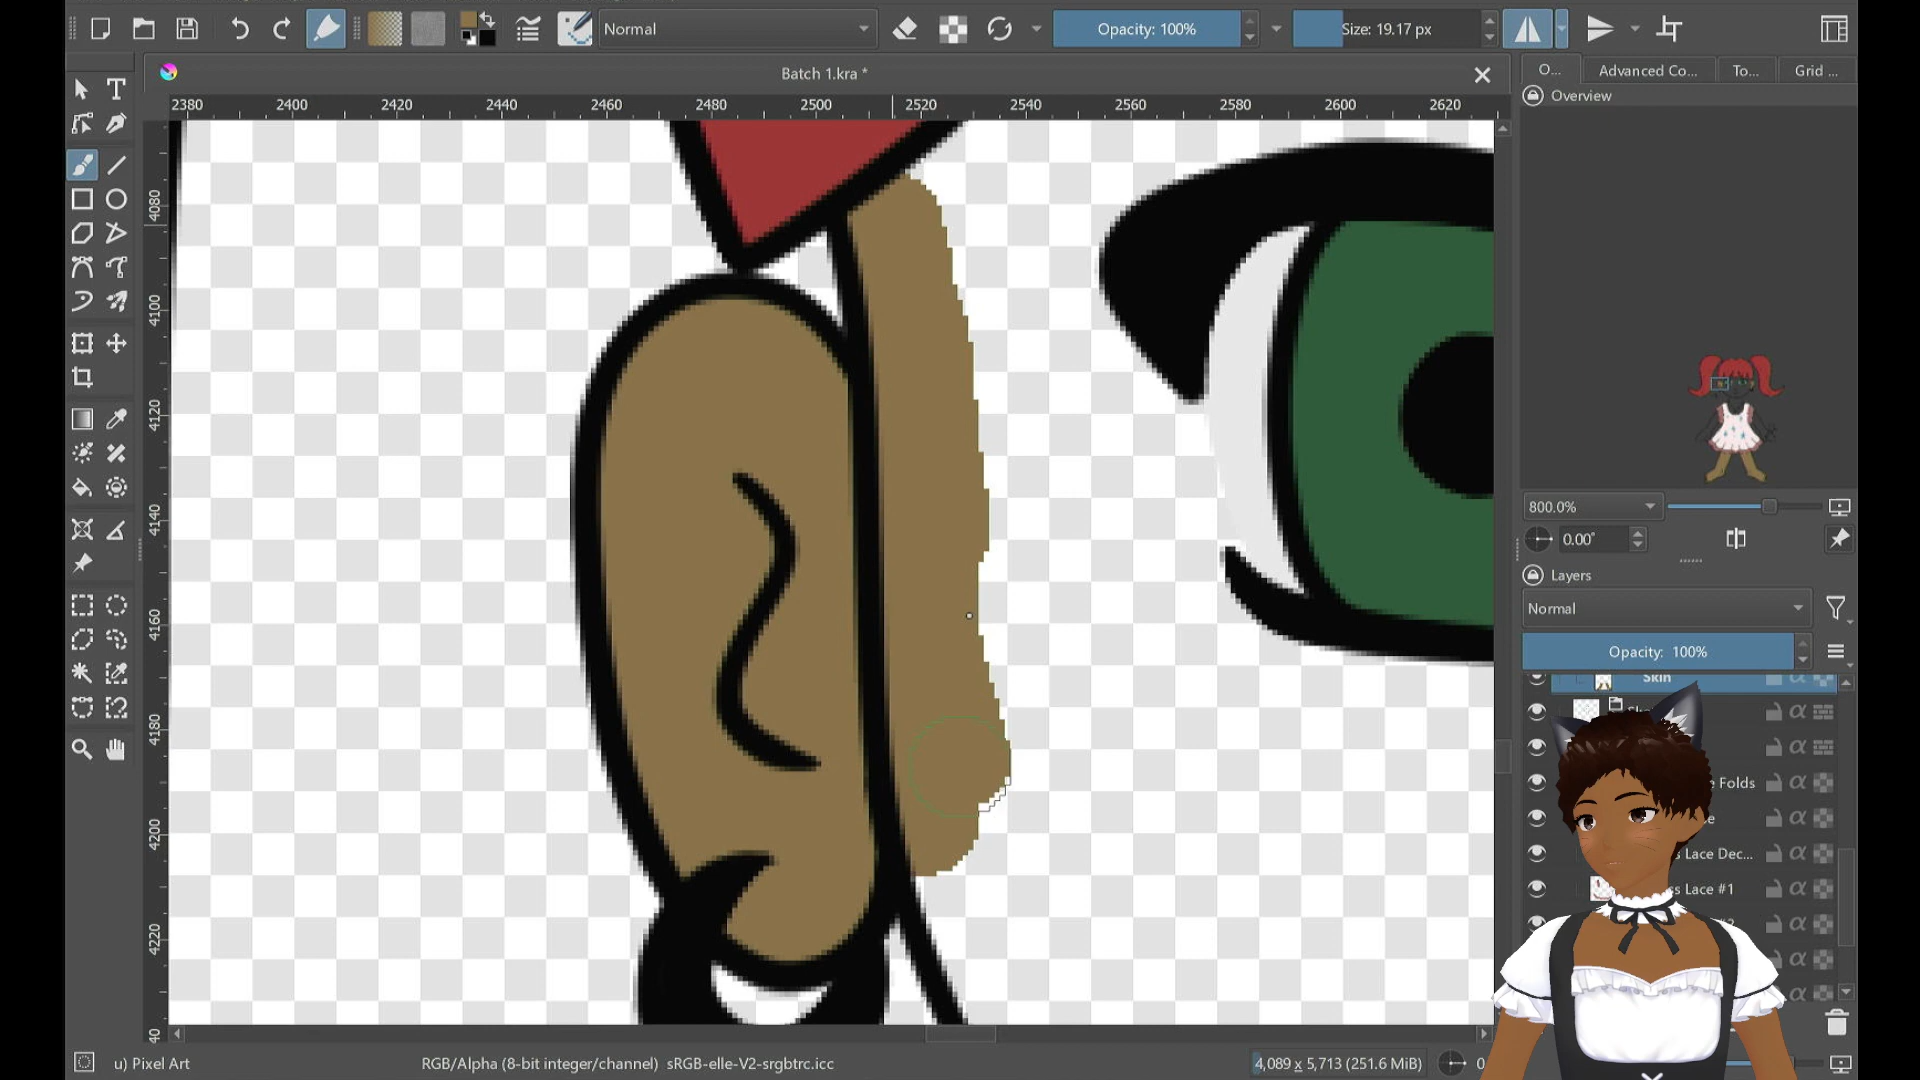 Normal
Opacity: 100%
Size: 19.17 px
Batch 1.kra *
O...
Advanced Co...
To...
Grid ...
2380
2400
2420
2440
2460
2480
2500
2520
2540
2560
2580
2600
2620
Overview
4080
4100
4120
4140
4160
4180
4200
4220
40
800.0%
0.00°
Layers
Normal
Opacity: 100%
Skin
Folds
Lace Dec...
Lace #1
u) Pixel Art
RGB/Alpha (8-bit integer/channel) sRGB-elle-V2-srgbtrc.icc
4,089 x 5,713 (251.6 MiB)
0